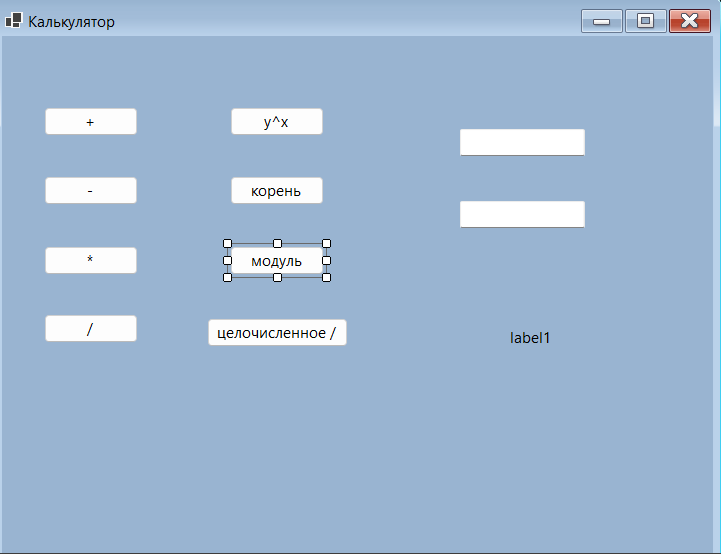 Калькулятор
+
y^x
-
корень
*
модуль
/
целочисленное /
label1